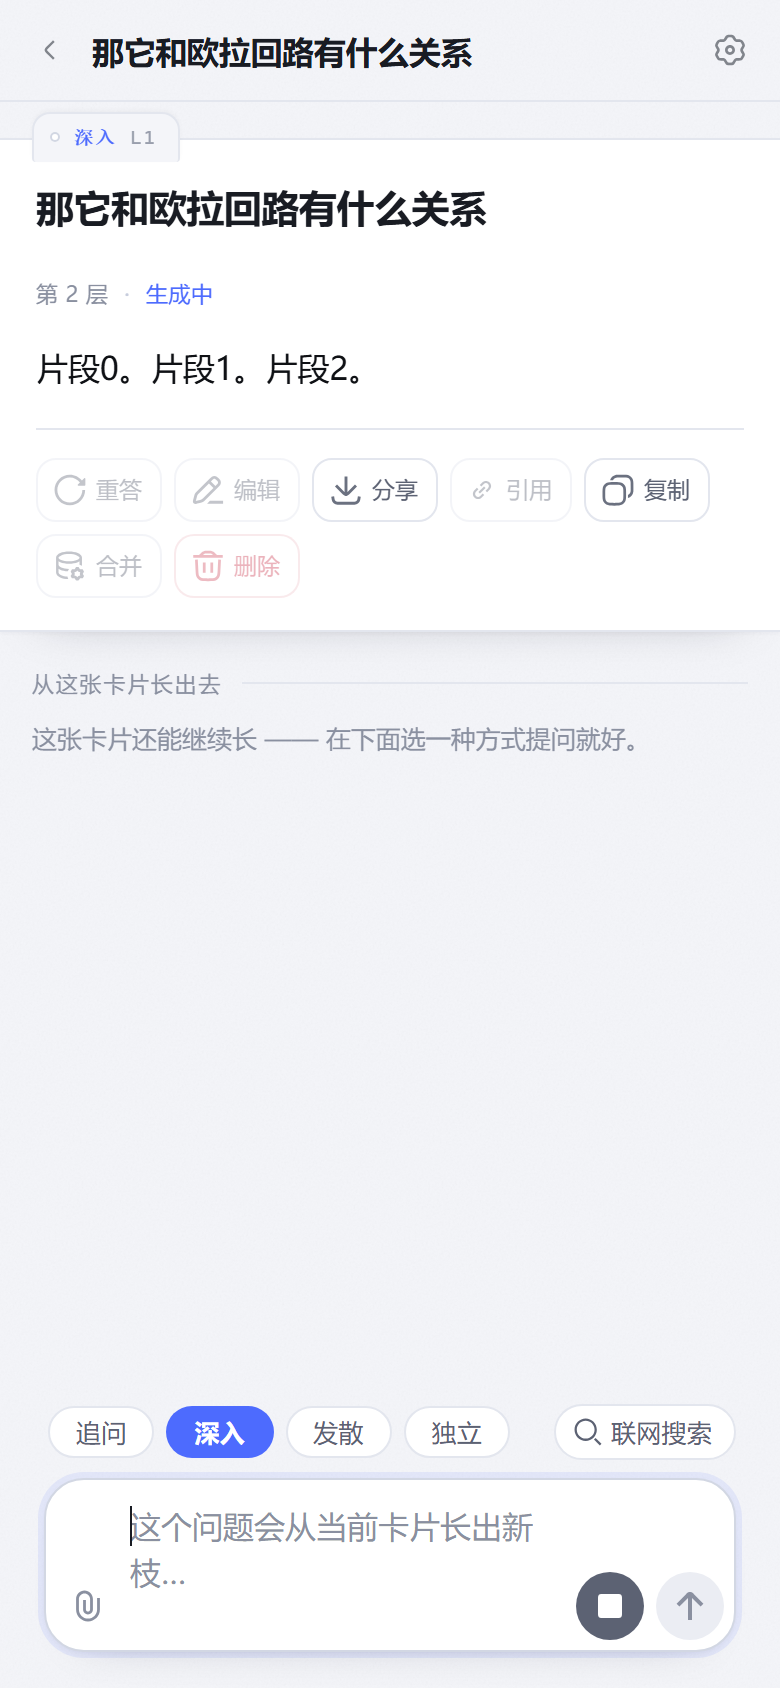 那它和欧拉回路有什么关系
深入 L1
那它和欧拉回路有什么关系
第 2 层 · 生成中
片段0。片段1。片段2。
重答 编辑 分享 引用 复制
合并 删除
从这张卡片长出去
这张卡片还能继续长 —— 在下面选一种方式提问就好。
追问 深入 发散 独立 联网搜索
这个问题会从当前卡片长出新
枝...